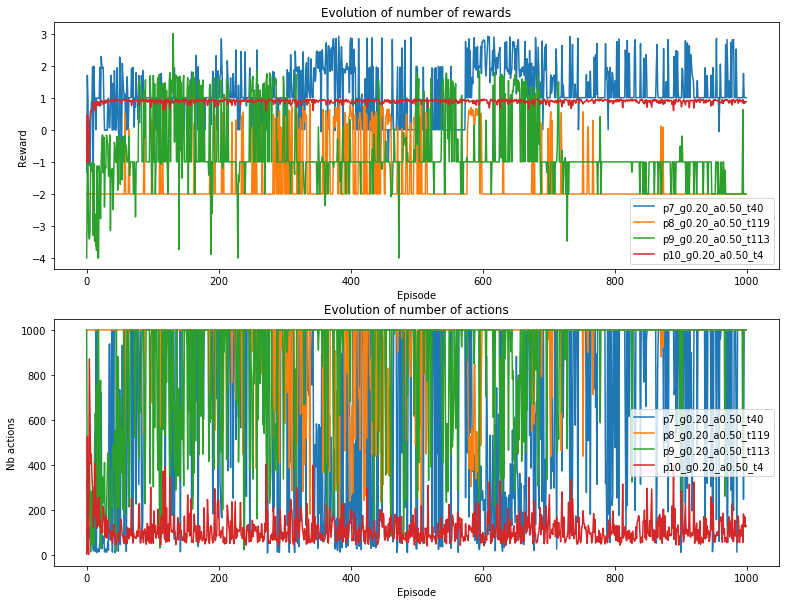 Evolution of number of rewards
3
2
1
0
−1
−2
−3
−4
Reward
0
200
400
600
800
1000
Episode
p7_g0.20_a0.50_t40
p8_g0.20_a0.50_t119
p9_g0.20_a0.50_t113
p10_g0.20_a0.50_t4
Evolution of number of actions
1000
800
600
400
200
0
Nb actions
0
200
400
600
800
1000
Episode
p7_g0.20_a0.50_t40
p8_g0.20_a0.50_t119
p9_g0.20_a0.50_t113
p10_g0.20_a0.50_t4